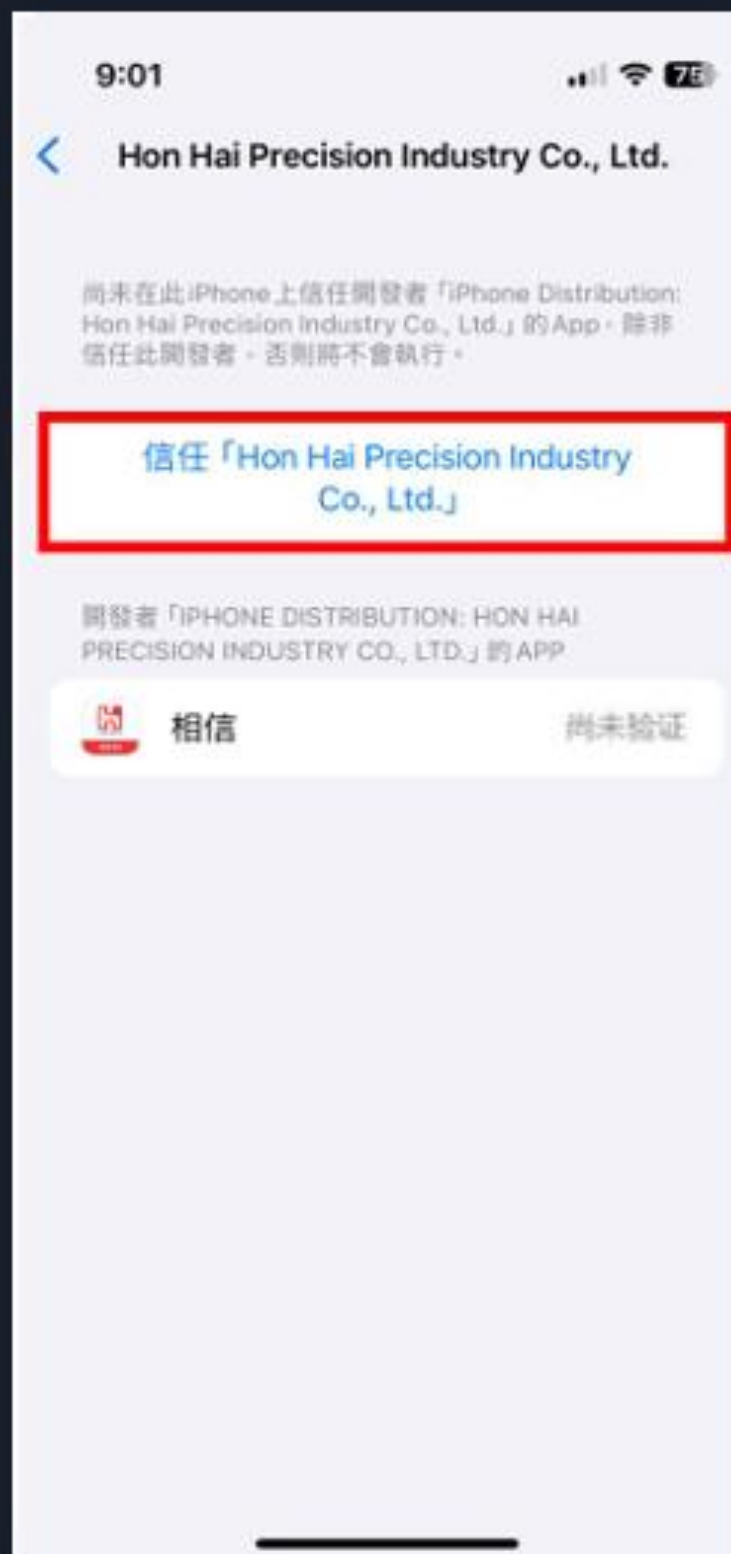 9:01
75
Hon Hai Precision Industry Co., Ltd.
尚未在此iPhone上信任開發者「iPhone Distribution:
Hon Hai Precision Industry Co., Ltd.」的App。除非
信任此開發者，否則將不會執行。
信任「Hon Hai Precision Industry
Co., Ltd.」
開發者「IPHONE DISTRIBUTION: HON HAI
PRECISION INDUSTRY CO., LTD.」的 APP
相信
尚未验证